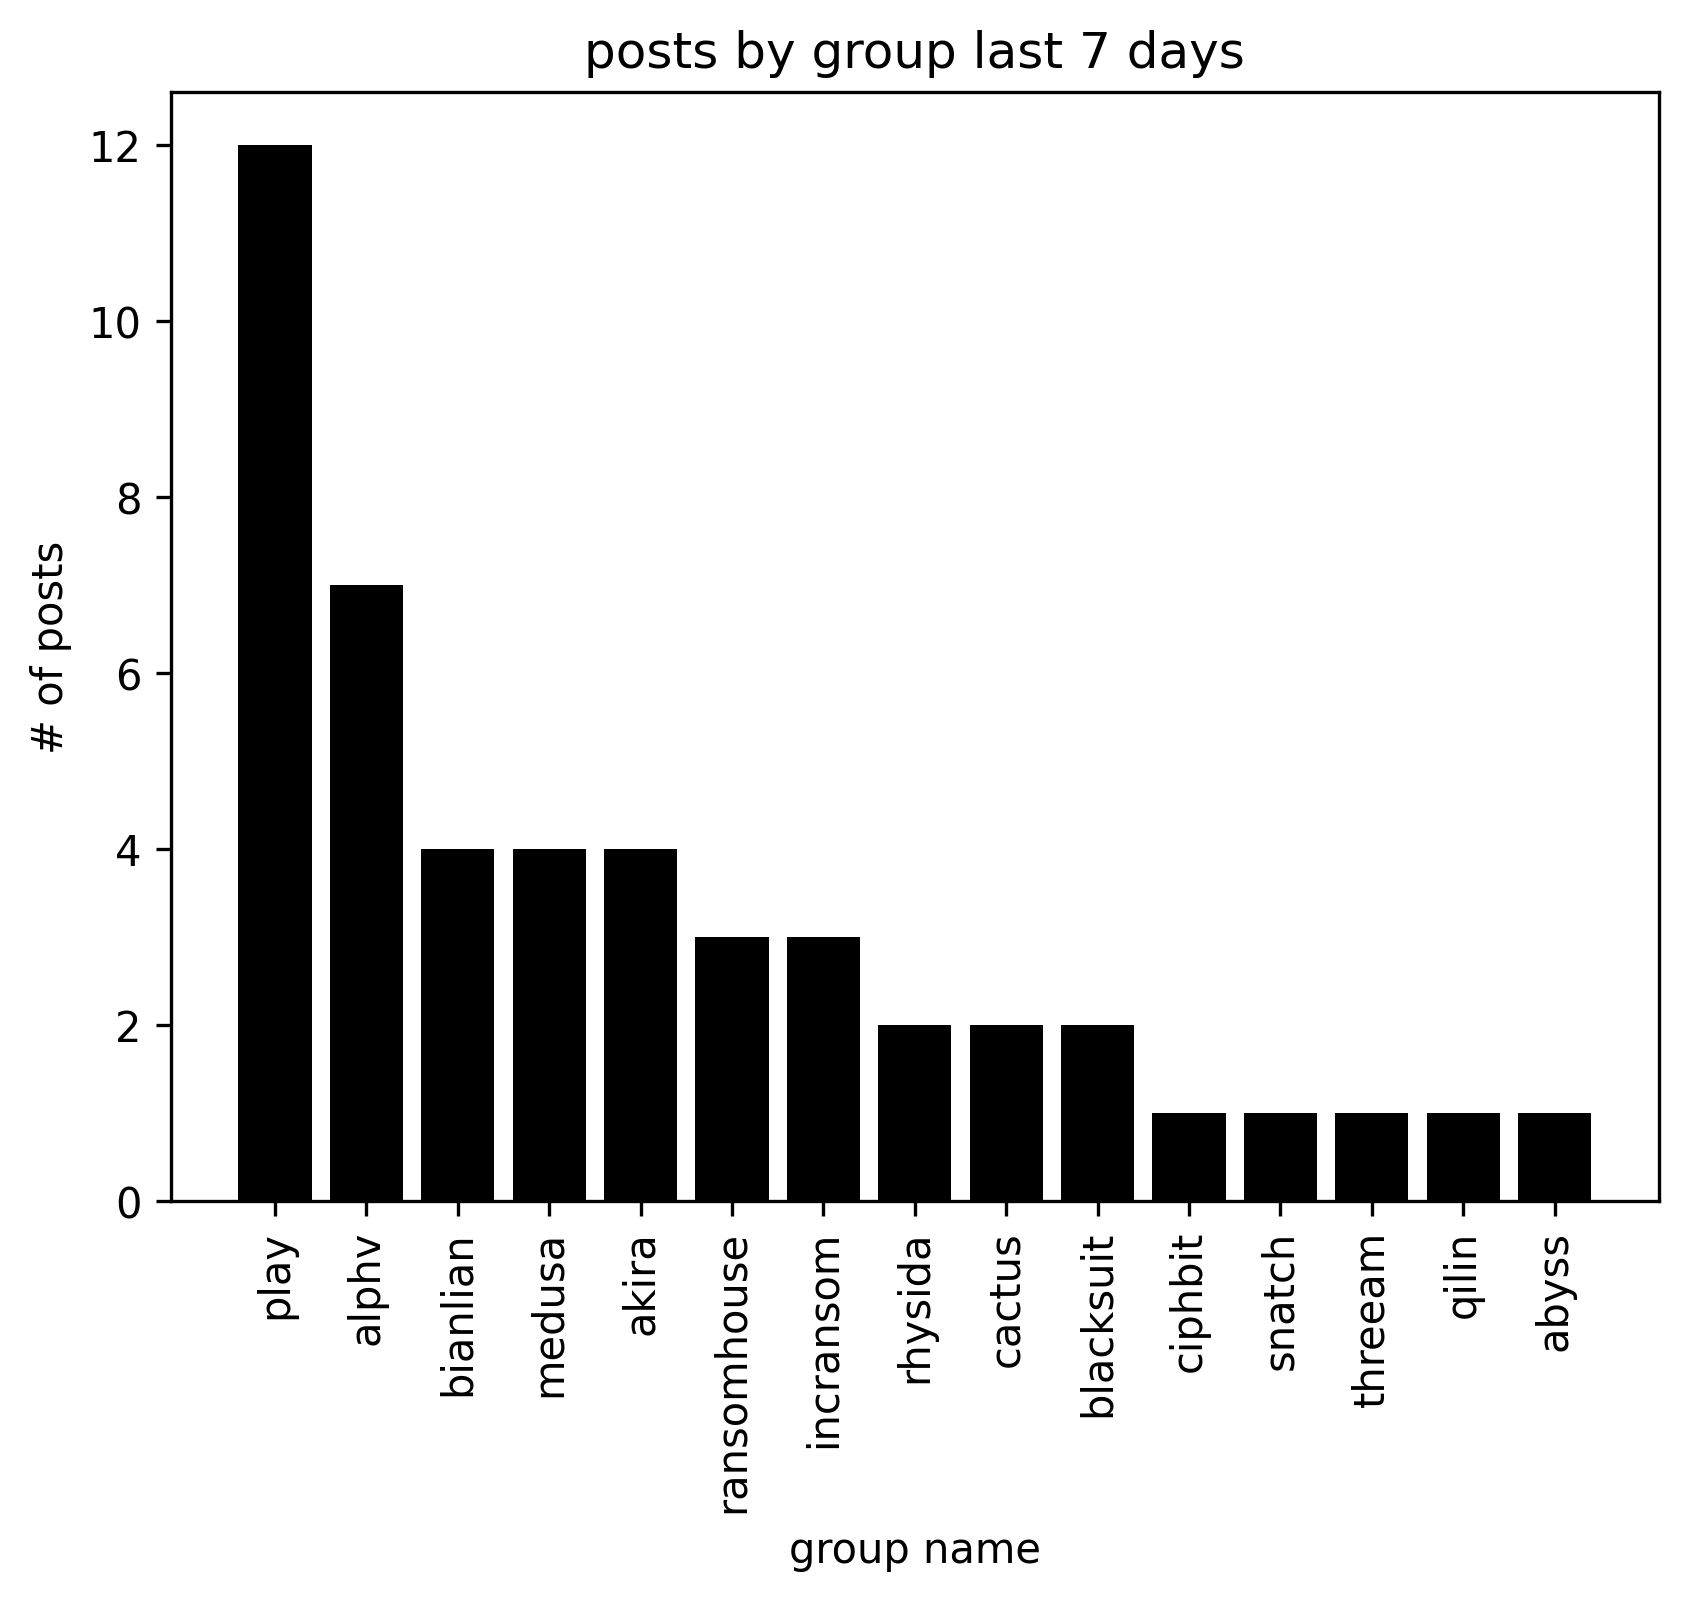 posts by group last 7 days
12
10
8
6
4
2
0
# of posts
play
alphv
bianlian
medusa
akira
ransomhouse
incransom
rhysida
cactus
blacksuit
ciphbit
snatch
threeam
qilin
abyss
group name